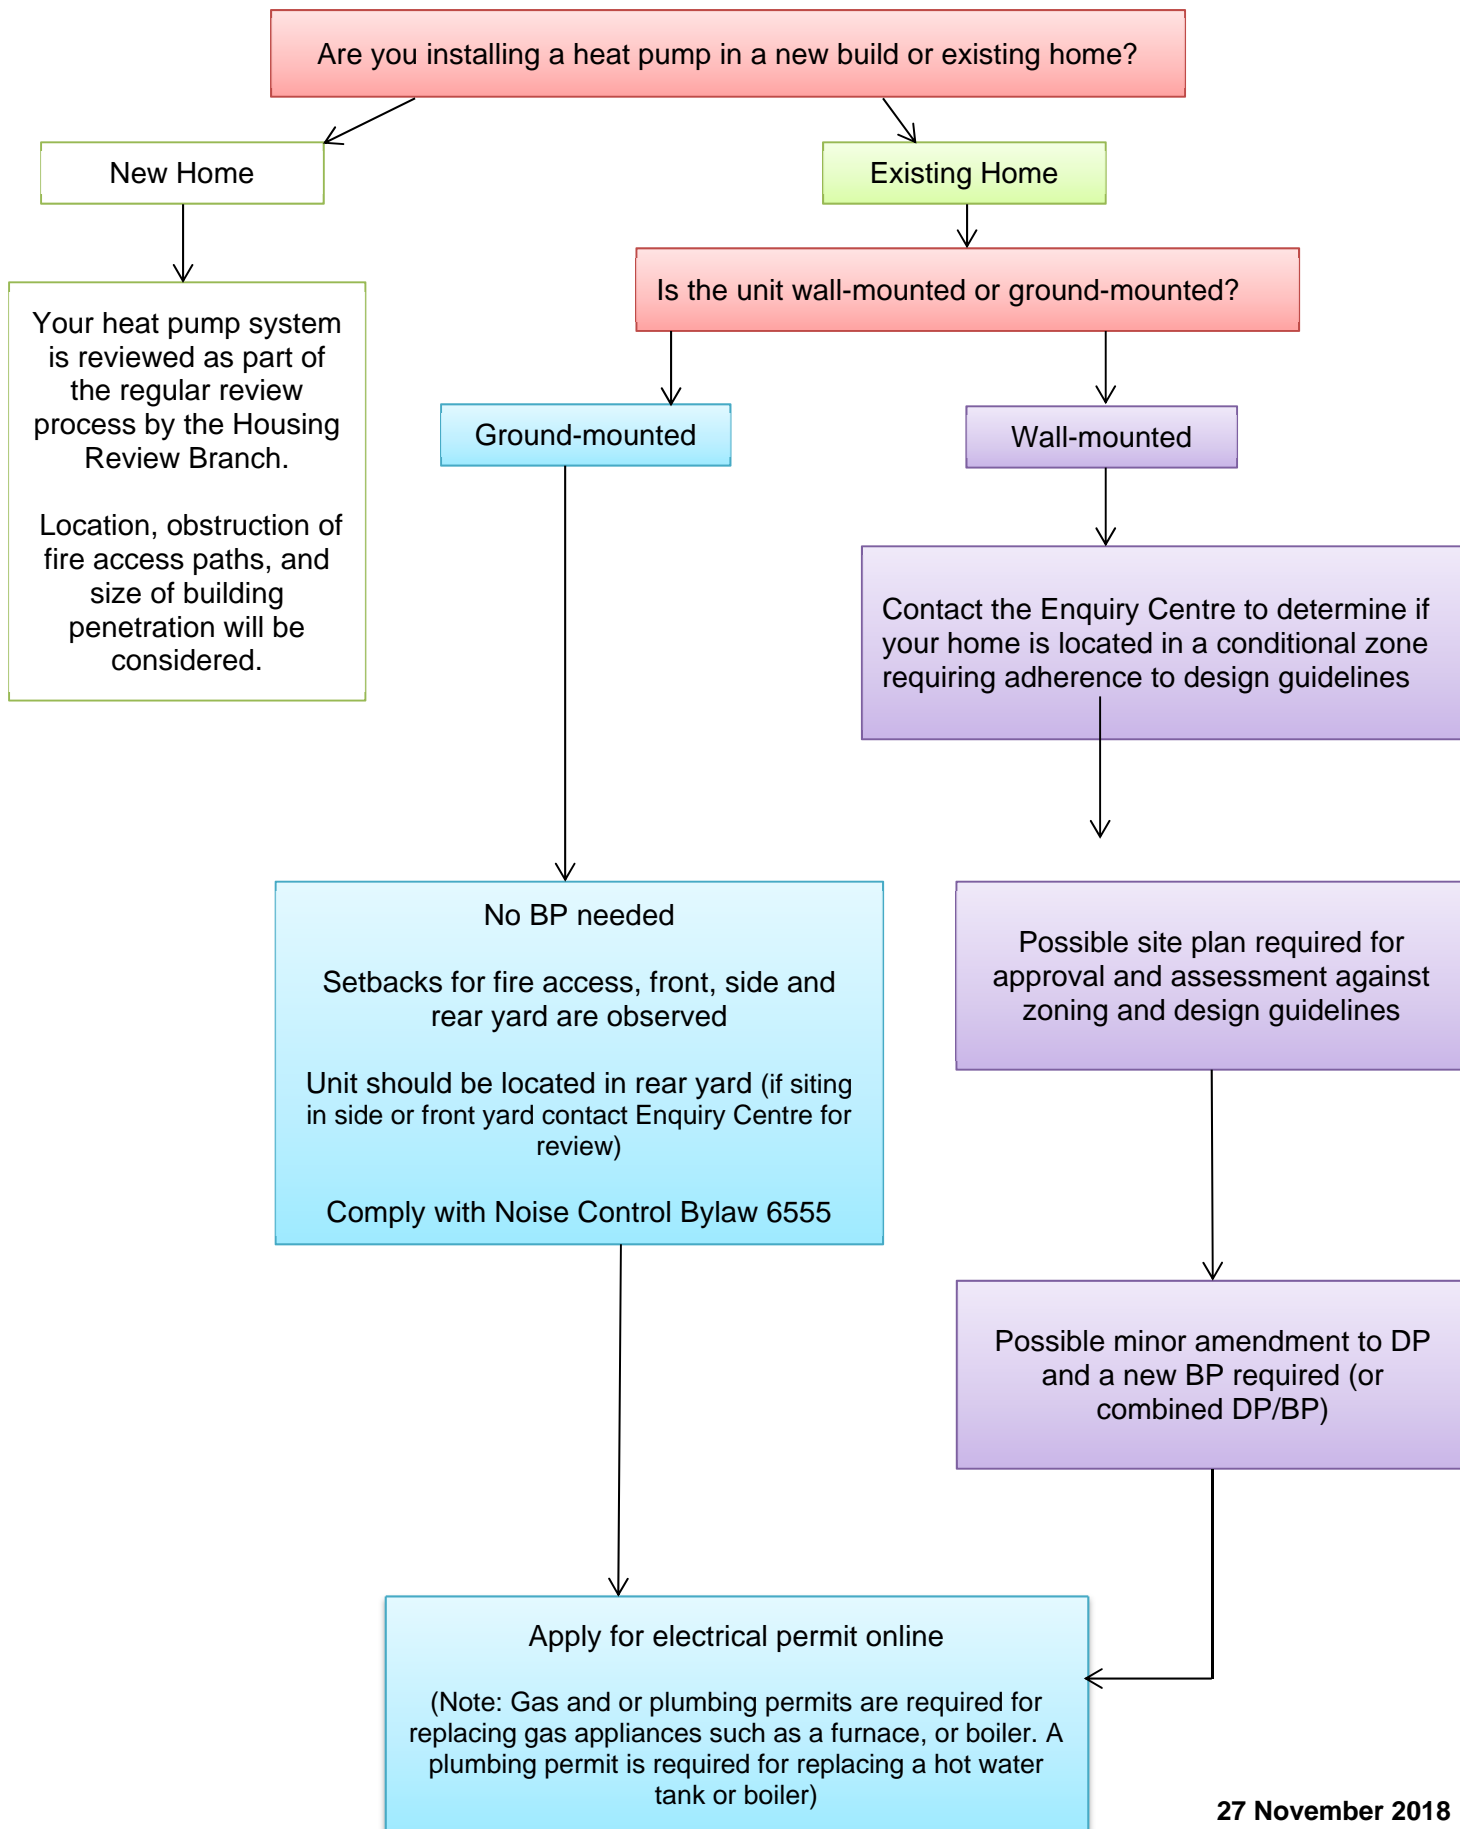 Are you installing a heat pump in a new build or existing home?
New Home
Existing Home
Your heat pump system
is reviewed as part of
the regular review
process by the Housing
Review Branch.
Location, obstruction of
fire access paths, and
size of building
penetration will be
considered.
Is the unit wall-mounted or ground-mounted?
Ground-mounted
Wall-mounted
Contact the Enquiry Centre to determine if
your home is located in a conditional zone
requiring adherence to design guidelines
No BP needed
Setbacks for fire access, front, side and
rear yard are observed
Unit should be located in rear yard (if siting
in side or front yard contact Enquiry Centre for
review)
Comply with Noise Control Bylaw 6555
Possible site plan required for
approval and assessment against
zoning and design guidelines
Possible minor amendment to DP
and a new BP required (or
combined DP/BP)
Apply for electrical permit online
(Note: Gas and or plumbing permits are required for
replacing gas appliances such as a furnace, or boiler. A
plumbing permit is required for replacing a hot water
tank or boiler)
27 November 2018